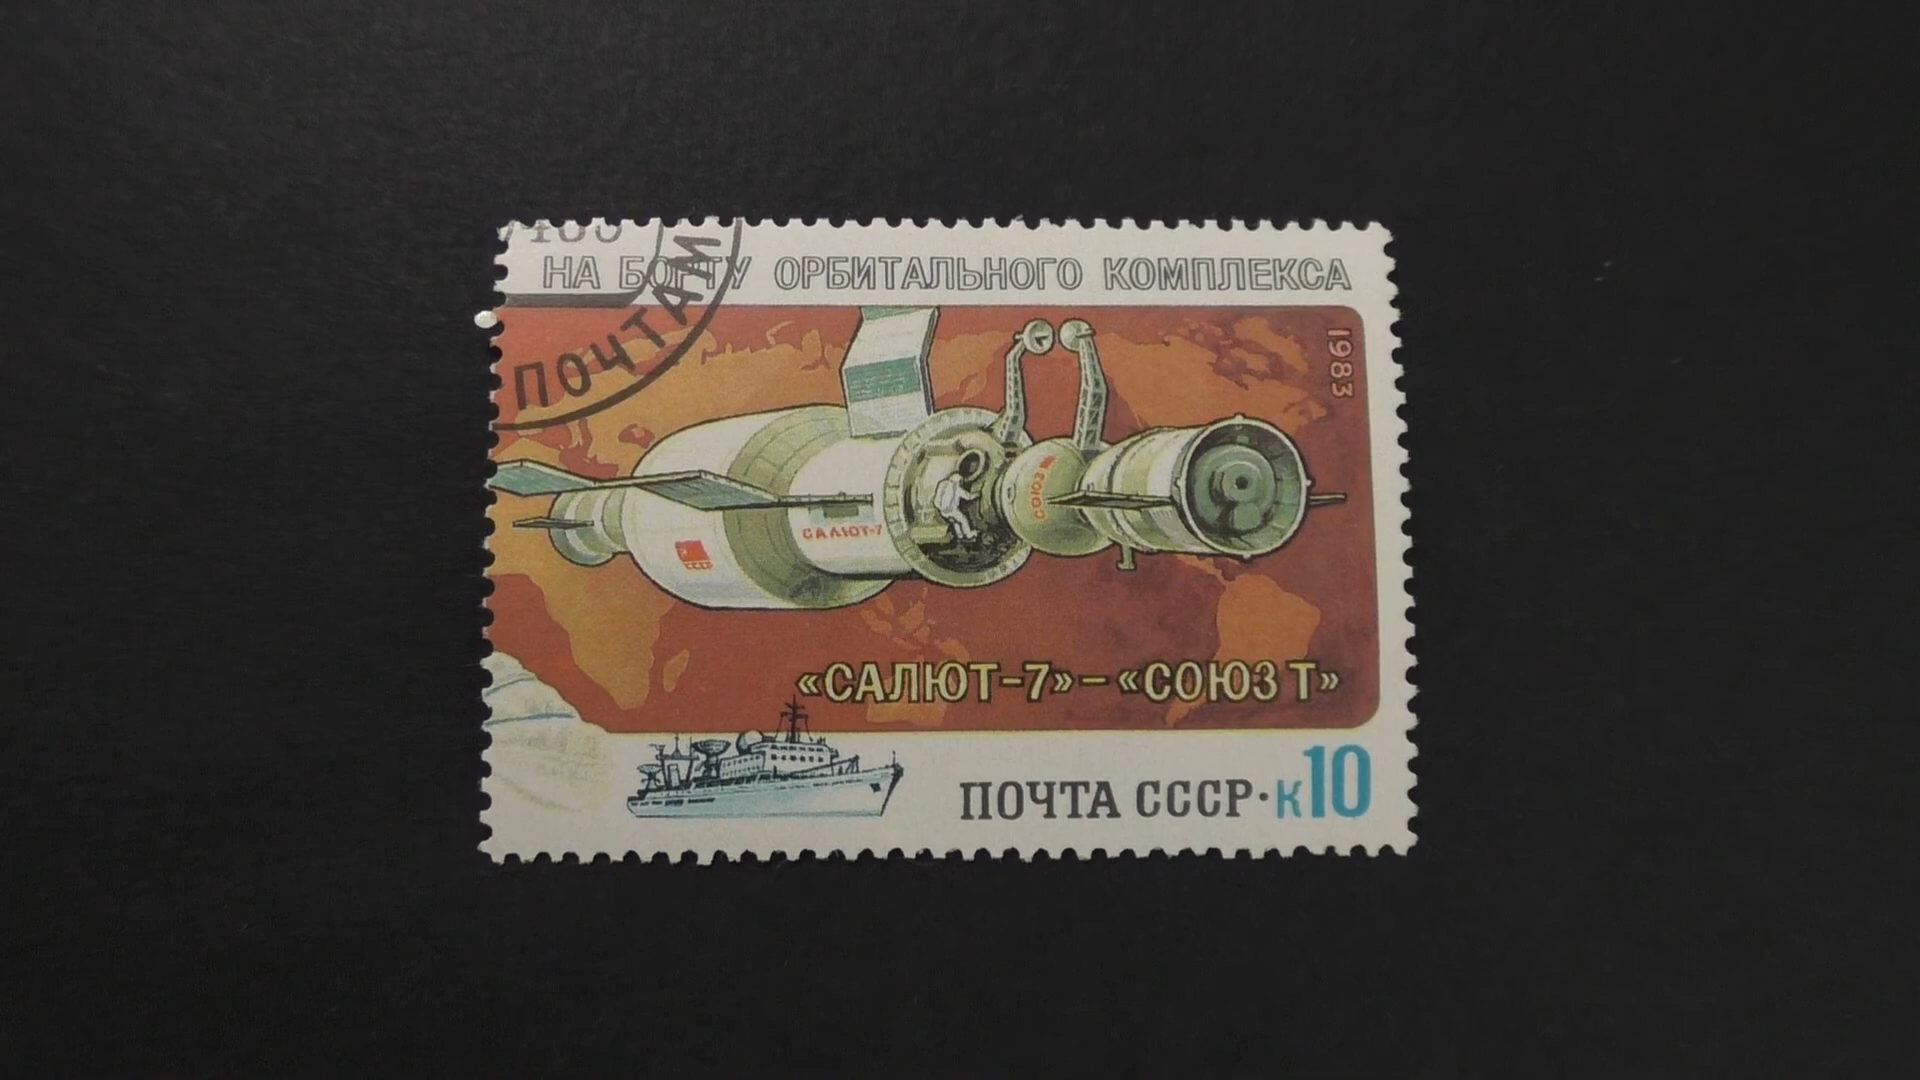 ПОЧТАМ
НА БОРТУ ОРБИТАЛЬНОГО КОМПЛЕКСА
1983
САЛЮТ-7
СОЮЗ
СССР
«САЛЮТ-7»–«СОЮЗ Т»
ПОЧТА СССР·к10